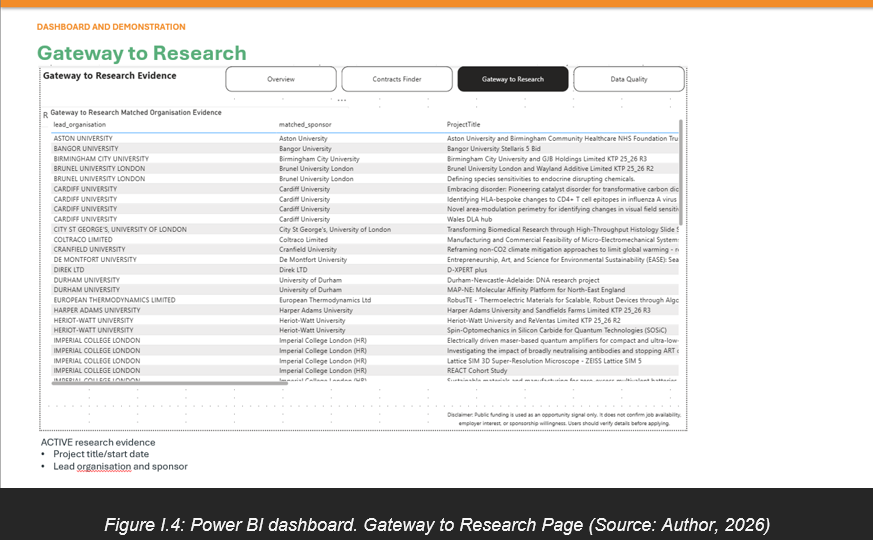 DASHBOARD AND DEMONSTRATION
Gateway to Research
Gateway to Research Evidence
Overview
Contracts Finder
Gateway to Research
Data Quality
R
Gateway to Research Matched Organisation Evidence
lead_organisation matched_sponsor ProjectTitle
ASTON UNIVERSITY Aston University Aston University and Birmingham Community Healthcare NHS Foundation Tru
BANGOR UNIVERSITY Bangor University Bangor University Stellaris 5 Bid
BIRMINGHAM CITY UNIVERSITY Birmingham City University Birmingham City University and GJB Holdings Limited KTP 25_26 R3
BRUNEL UNIVERSITY LONDON Brunel University London Brunel University London and Wayland Additive Limited KTP 25_26 R2
BRUNEL UNIVERSITY LONDON Brunel University London Defining species sensitivities to endocrine disrupting chemicals.
CARDIFF UNIVERSITY Cardiff University Embracing disorder: Pioneering catalyst disorder for transformative carbon dio
CARDIFF UNIVERSITY Cardiff University Identifying HLA-bespoke changes to CD4+ T cell epitopes in influenza A virus
CARDIFF UNIVERSITY Cardiff University Novel area-modulation perimetry for identifying changes in visual field sensiti
CARDIFF UNIVERSITY Cardiff University Wales DLA hub
CITY ST GEORGE'S, UNIVERSITY OF LONDON City St George's, University of London Transforming Biomedical Research through High-Throughput Histology Slide S
COLTRACO LIMITED Coltraco Limited Manufacturing and Commercial Feasibility of Micro-Electromechanical System
CRANFIELD UNIVERSITY Cranfield University Reframing non-CO2 climate mitigation approaches to limit global warming - r
DE MONTFORT UNIVERSITY De Montfort University Entrepreneurship, Art, and Science for Environmental Sustainability (EASE): Sea
DIREK LTD Direk LTD D-XPERT plus
DURHAM UNIVERSITY University of Durham Durham-Newcastle-Adelaide: DNA research project
DURHAM UNIVERSITY University of Durham MAP-NE: Molecular Affinity Platform for North-East England
EUROPEAN THERMODYNAMICS LIMITED European Thermodynamics Ltd RobusTE - 'Thermoelectric Materials for Scalable, Robust Devices through Algo
HARPER ADAMS UNIVERSITY Harper Adams University Harper Adams University and Sandfields Farms Limited KTP 25_26 R3
HERIOT-WATT UNIVERSITY Heriot-Watt University Heriot-Watt University and ReVentas Limited KTP 25_26 R2
HERIOT-WATT UNIVERSITY Heriot-Watt University Spin-Optomechanics in Silicon Carbide for Quantum Technologies (SOSiC)
IMPERIAL COLLEGE LONDON Imperial College London (HR) Electrically driven maser-based quantum amplifiers for compact and ultra-low-
IMPERIAL COLLEGE LONDON Imperial College London (HR) Investigating the impact of broadly neutralising antibodies and stopping ART
IMPERIAL COLLEGE LONDON Imperial College London (HR) Lattice SIM 3D Super-Resolution Microscope - ZEISS Lattice SIM 5
IMPERIAL COLLEGE LONDON Imperial College London (HR) REACT Cohort Study
IMPERIAL COLLEGE LONDON Imperial College London (HR)
Disclaimer: Public funding is used as an opportunity signal only. It does not confirm job availability,
employer interest, or sponsorship willingness. Users should verify details before applying.
ACTIVE research evidence
• Project title/start date
• Lead organisation and sponsor
Figure I.4: Power BI dashboard. Gateway to Research Page (Source: Author, 2026)